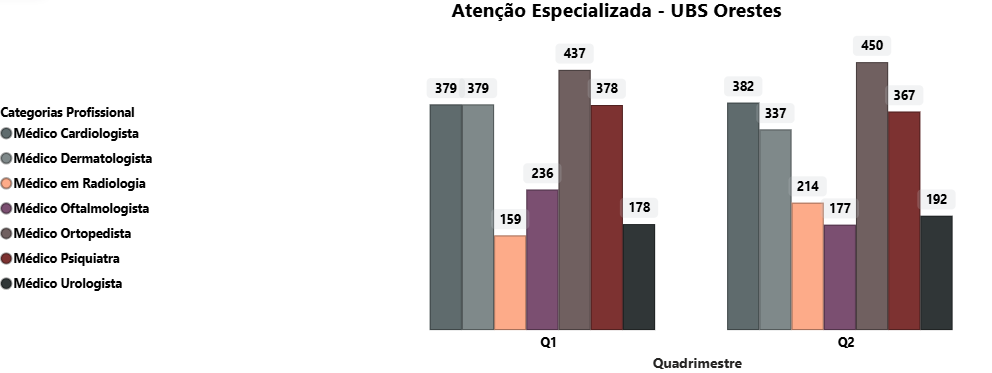 Atenção Especializada - UBS Orestes
Categorias Profissional
Médico Cardiologista
Médico Dermatologista
Médico em Radiologia
Médico Oftalmologista
Médico Ortopedista
Médico Psiquiatra
Médico Urologista
379 379 159 236 437 378 178
382 337 214 177 450 367 192
Q1 Q2
Quadrimestre